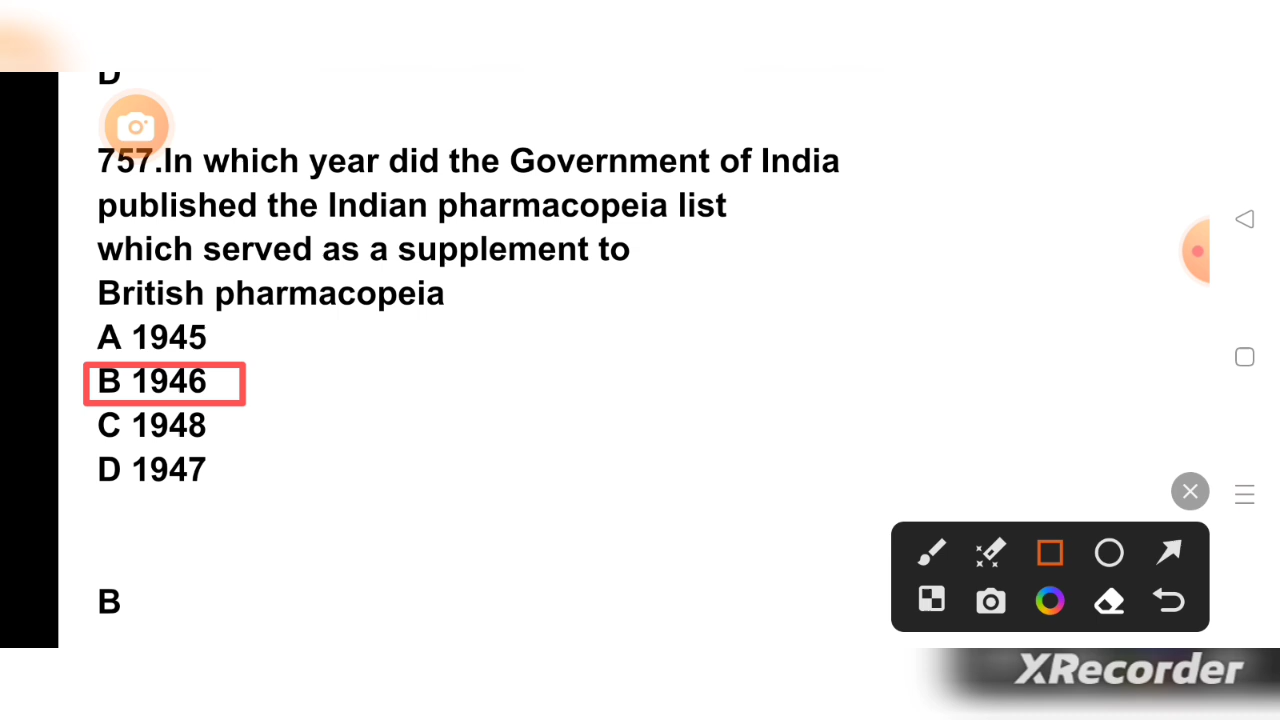 D
757.In which year did the Government of India
published the Indian pharmacopeia list
which served as a supplement to
British pharmacopeia
A 1945
B 1946
C 1948
D 1947
B
XRecorder